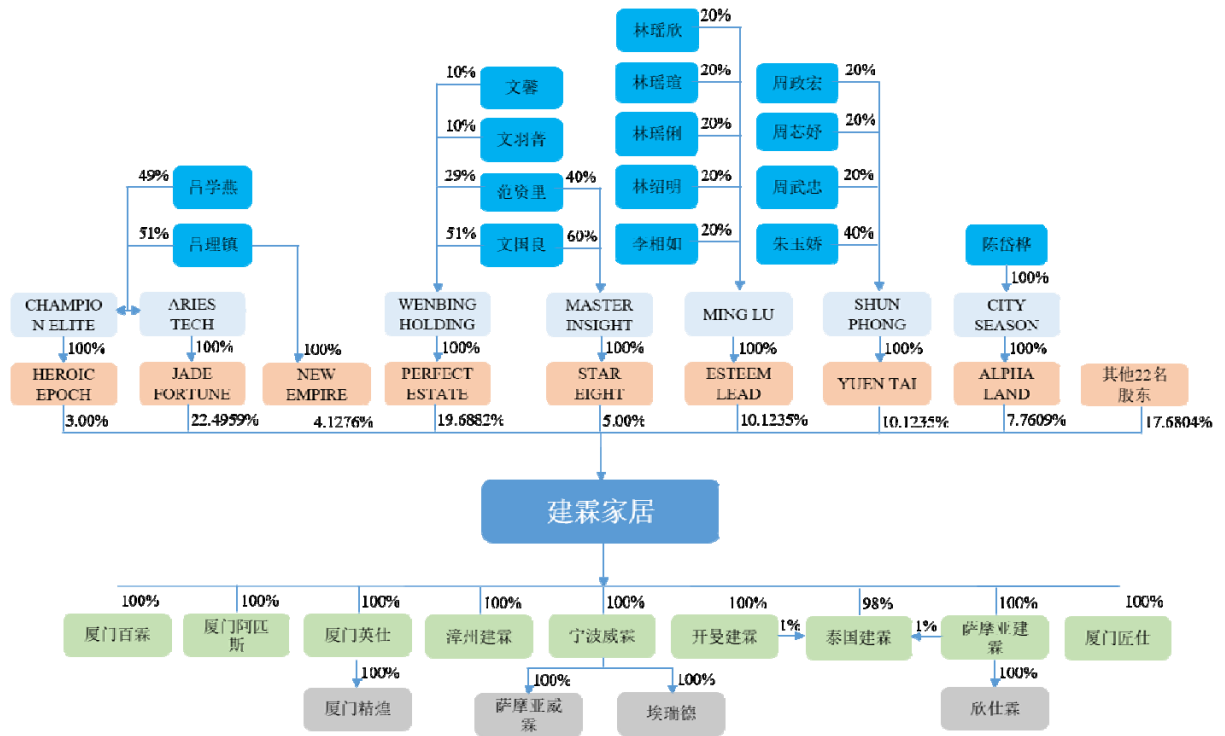 林瑶欣
20%
10%
文馨
林瑶瑄
20%
周政宏
20%
10%
文羽菁
林瑶俐
20%
周芯妤
20%
49%
吕学燕
29%
范资里
40%
林绍明
20%
周武忠
20%
51%
吕理镇
51%
文国良
60%
李相如
20%
朱玉娇
40%
陈岱桦
100%
CHAMPIO
N ELITE
ARIES
TECH
WENBING
HOLDING
MASTER
INSIGHT
MING LU
SHUN
PHONG
CITY
SEASON
100%
100%
100%
100%
100%
100%
100%
100%
HEROIC
EPOCH
JADE
FORTUNE
NEW
EMPIRE
PERFECT
ESTATE
STAR
EIGHT
ESTEEM
LEAD
YUEN TAI
ALPHA
LAND
其他22名
股东
3.00%
22.4959%
4.1276%
19.6882%
5.00%
10.1235%
10.1235%
7.7609%
17.6804%
建霖家居
100%
100%
100%
100%
100%
100%
98%
100%
100%
厦门百霖
厦门阿匹
斯
厦门英仕
漳州建霖
宁波威霖
开曼建霖
1%
泰国建霖
1%
萨摩亚建
霖
厦门匠仕
100%
100%
100%
100%
厦门精煌
萨摩亚威
霖
埃瑞德
欣仕霖